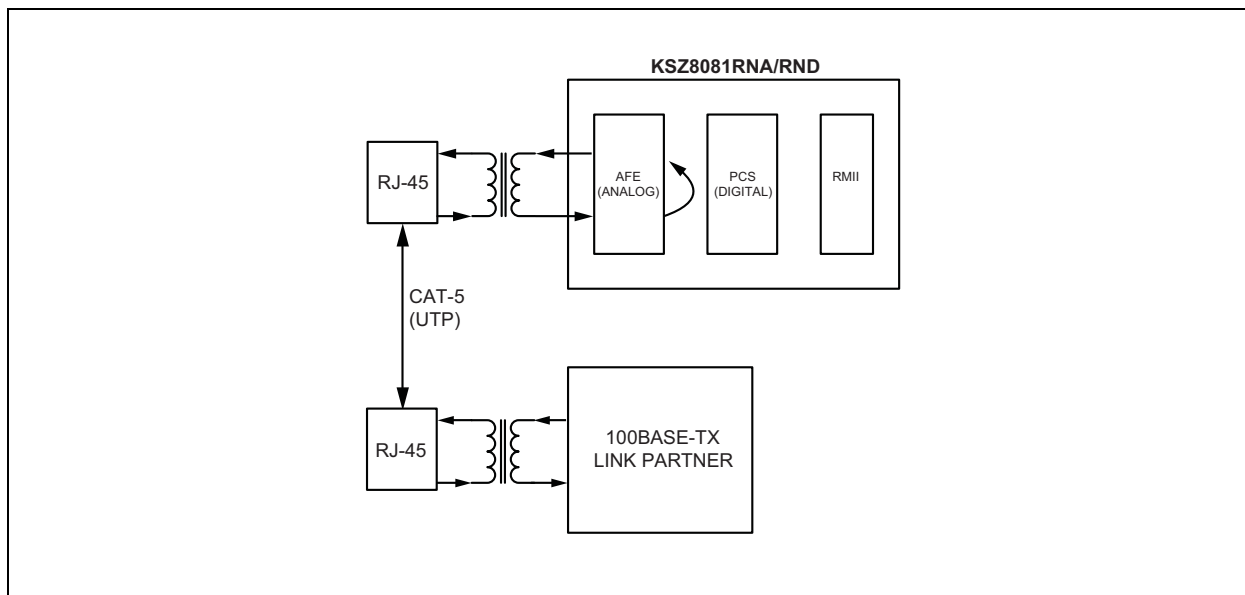 KSZ8081RNA/RND
RJ-45
AFE
(ANALOG)
PCS
(DIGITAL)
RMII
CAT-5
(UTP)
RJ-45
100BASE-TX
LINK PARTNER